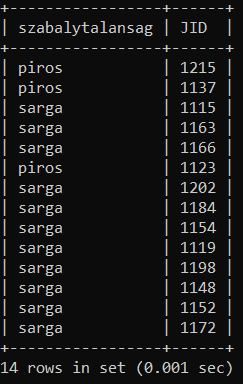 +-----------------+------+
| szabalytalansag | JID  |
+-----------------+------+
| piros           | 1215 |
| piros           | 1137 |
| sarga           | 1115 |
| sarga           | 1163 |
| sarga           | 1166 |
| piros           | 1123 |
| sarga           | 1202 |
| sarga           | 1184 |
| sarga           | 1154 |
| sarga           | 1119 |
| sarga           | 1198 |
| sarga           | 1148 |
| sarga           | 1152 |
| sarga           | 1172 |
+-----------------+------+
14 rows in set (0.001 sec)